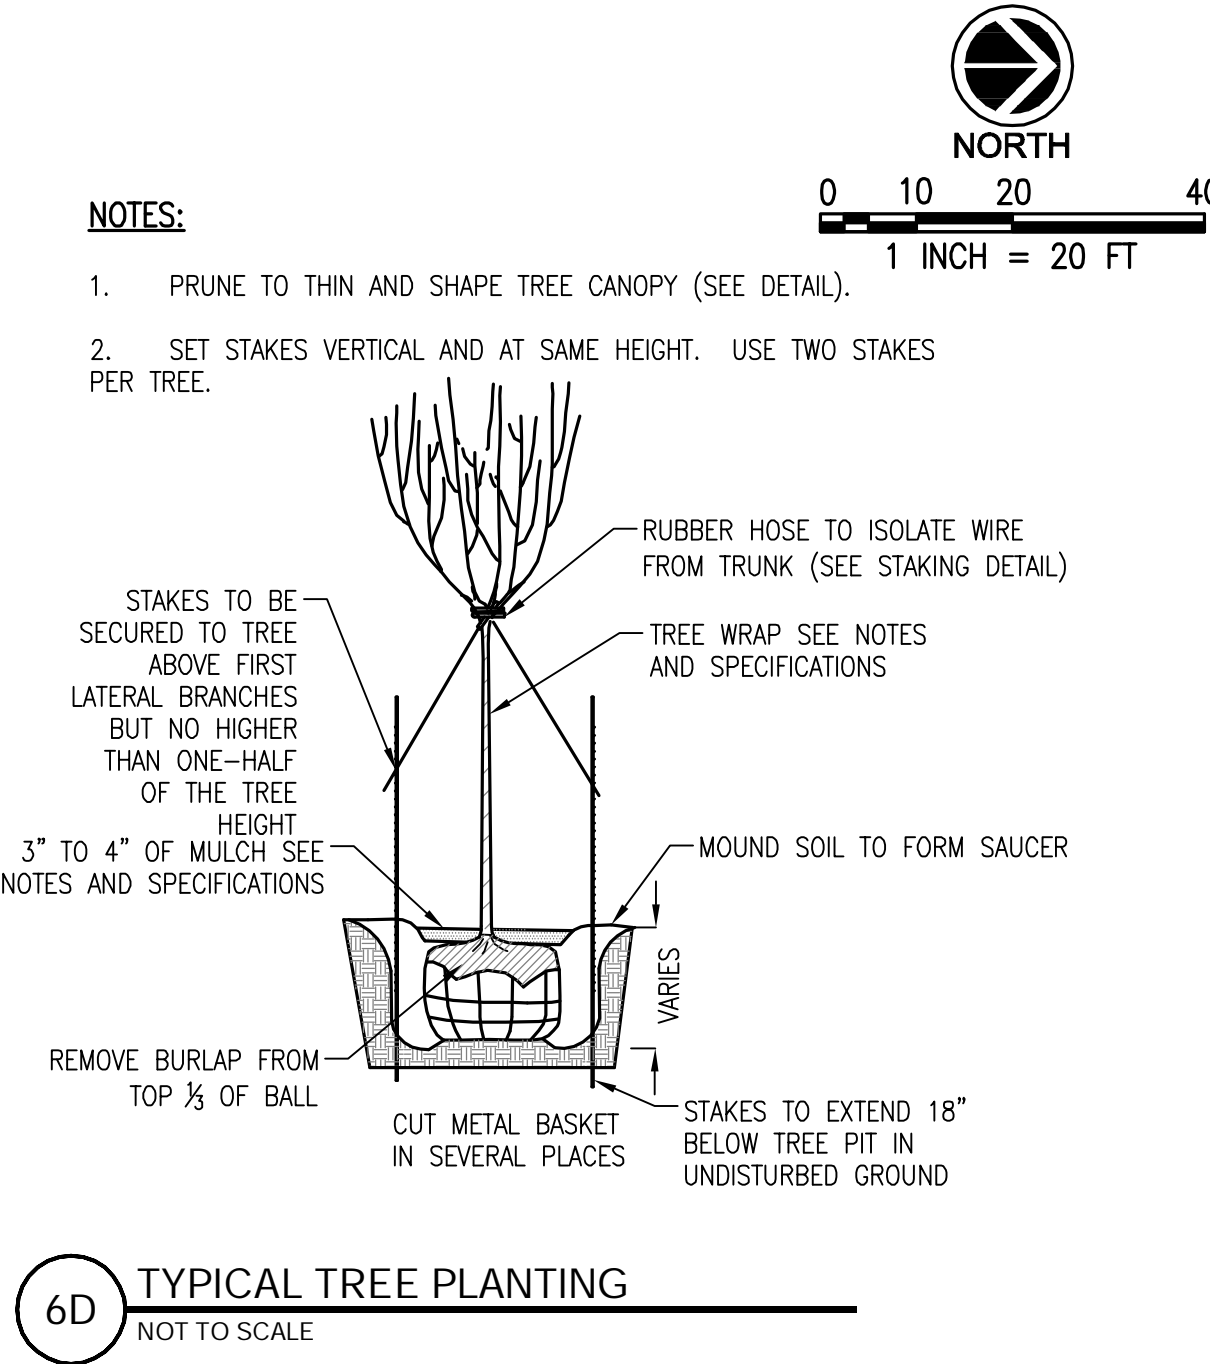 NORTH
0 10 20
1 INCH = 20 FT
NOTES:
1. PRUNE TO THIN AND SHAPE TREE CANOPY (SEE DETAIL).
2. SET STAKES VERTICAL AND AT SAME HEIGHT. USE TWO STAKES
PER TREE.
RUBBER HOSE TO ISOLATE WIRE
FROM TRUNK (SEE STAKING DETAIL)
STAKES TO BE
SECURED TO TREE
ABOVE FIRST
LATERAL BRANCHES
BUT NO HIGHER
THAN ONE-HALF
OF THE TREE
HEIGHT
TREE WRAP SEE NOTES
AND SPECIFICATIONS
3” TO 4” OF MULCH SEE
NOTES AND SPECIFICATIONS
MOUND SOIL TO FORM SAUCER
VARIES
REMOVE BURLAP FROM
TOP ⅓ OF BALL
CUT METAL BASKET
IN SEVERAL PLACES
STAKES TO EXTEND 18”
BELOW TREE PIT IN
UNDISTURBED GROUND
6D
TYPICAL TREE PLANTING
NOT TO SCALE